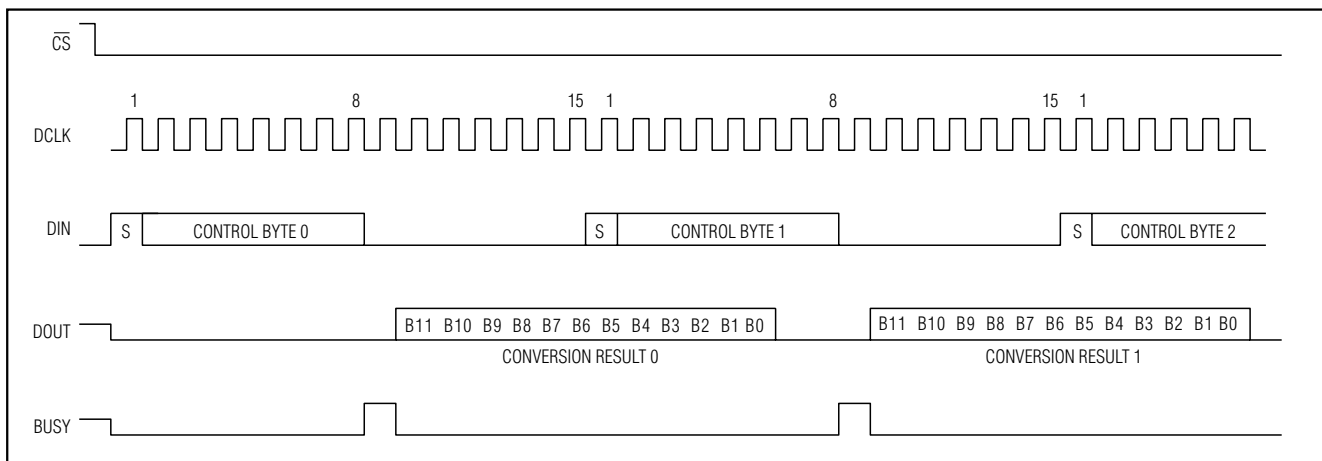 C̅S̅
1 8 15 1 8 15 1
DCLK
DIN S CONTROL BYTE 0 S CONTROL BYTE 1 S CONTROL BYTE 2
DOUT B11 B10 B9 B8 B7 B6 B5 B4 B3 B2 B1 B0 B11 B10 B9 B8 B7 B6 B5 B4 B3 B2 B1 B0
CONVERSION RESULT 0 CONVERSION RESULT 1
BUSY